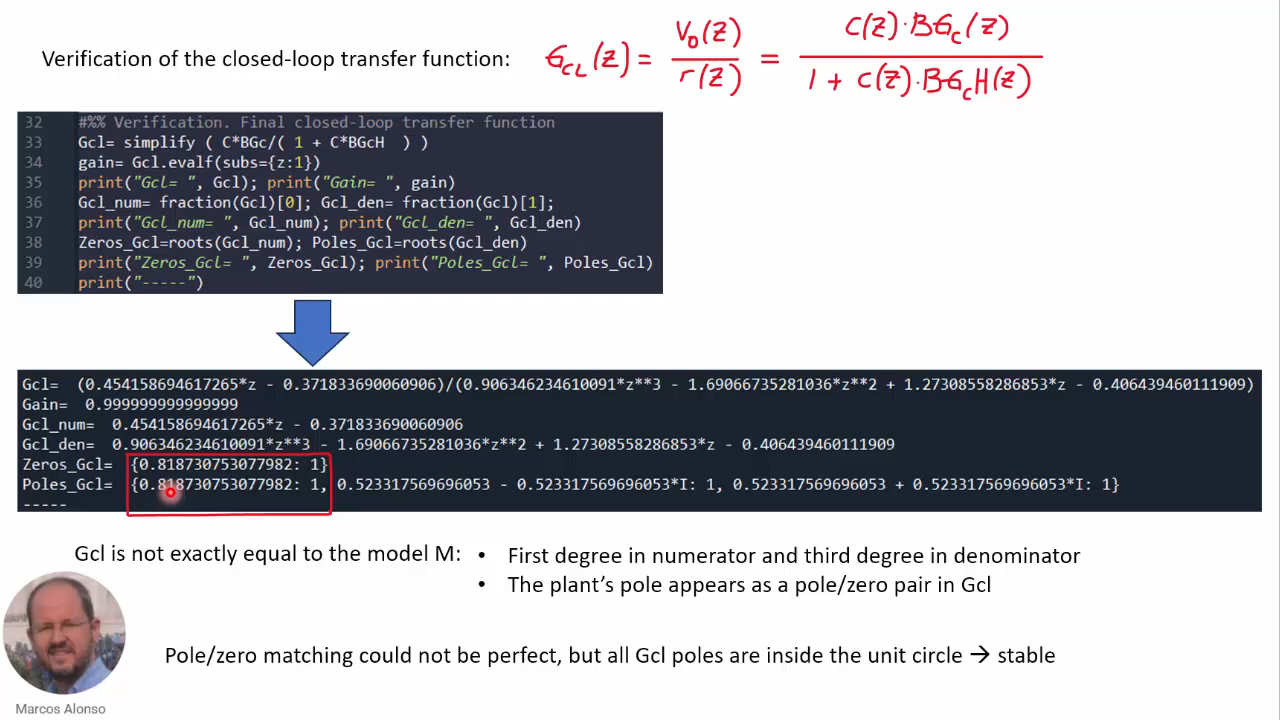 Verification of the closed-loop transfer function:
G_CL(z) = V_o(z) / r(z) = C(z)·BG_c(z) / 1 + C(z)·BG_cH(z)
32 #%% Verification. Final closed-loop transfer function
33 Gcl= simplify ( C*BGc/( 1 + C*BGcH ) )
34 gain= Gcl.evalf(subs={z:1})
35 print("Gcl= ", Gcl); print("Gain= ", gain)
36 Gcl_num= fraction(Gcl)[0]; Gcl_den= fraction(Gcl)[1];
37 print("Gcl_num= ", Gcl_num); print("Gcl_den= ", Gcl_den)
38 Zeros_Gcl=roots(Gcl_num); Poles_Gcl=roots(Gcl_den)
39 print("Zeros_Gcl= ", Zeros_Gcl); print("Poles_Gcl= ", Poles_Gcl)
40 print("-----")
Gcl=  (0.454158694617265*z - 0.371833690060906)/(0.906346234610091*z**3 - 1.69066735281036*z**2 + 1.27308558286853*z - 0.406439460111909)
Gain=  0.999999999999999
Gcl_num=  0.454158694617265*z - 0.371833690060906
Gcl_den=  0.906346234610091*z**3 - 1.69066735281036*z**2 + 1.27308558286853*z - 0.406439460111909
Zeros_Gcl=  {0.818730753077982: 1}
Poles_Gcl=  {0.818730753077982: 1, 0.523317569696053 - 0.523317569696053*I: 1, 0.523317569696053 + 0.523317569696053*I: 1}
-----
Gcl is not exactly equal to the model M:
• First degree in numerator and third degree in denominator
• The plant's pole appears as a pole/zero pair in Gcl
Pole/zero matching could not be perfect, but all Gcl poles are inside the unit circle → stable
Marcos Alonso